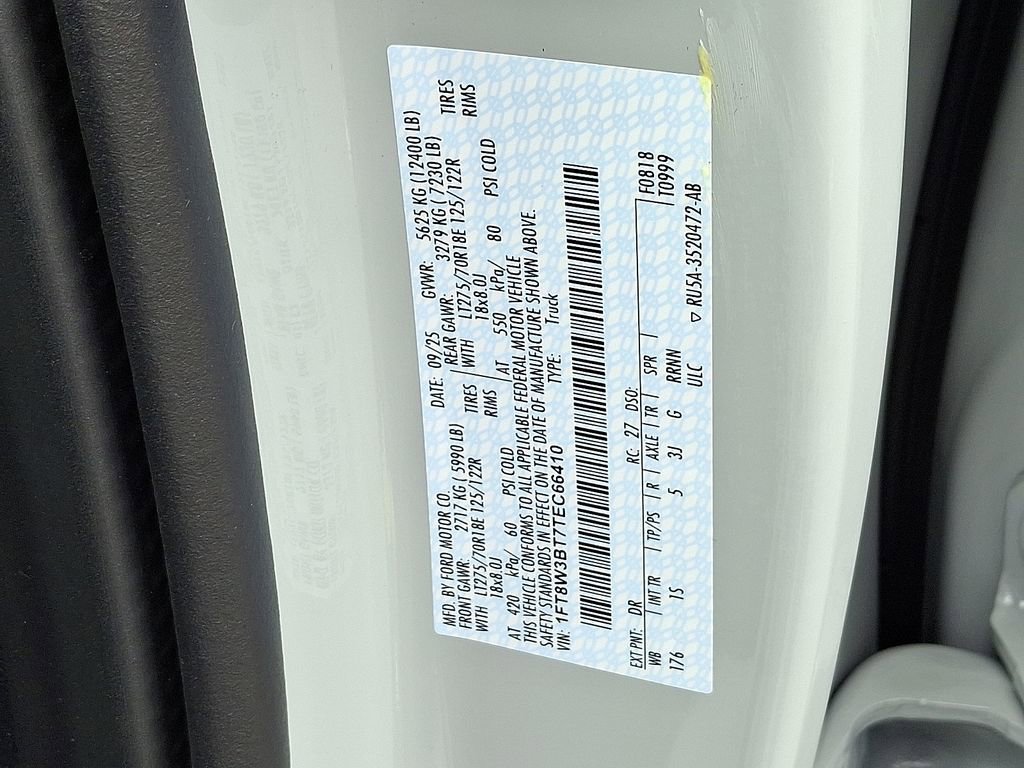 MFD. BY FORD MOTOR CO.
DATE: 09/25 GVWR: 5625 KG (12400 LB)
FRONT GAWR: 2717 KG ( 5990 LB) REAR GAWR: 3279 KG ( 7230 LB)
WITH LT275/70R18E 125/122R TIRES WITH LT275/70R18E 125/122R TIRES
18x8.0J RIMS 18x8.0J RIMS
AT 420 kPa/ 60 PSI COLD AT 550 kPa/ 80 PSI COLD
THIS VEHICLE CONFORMS TO ALL APPLICABLE FEDERAL MOTOR VEHICLE
SAFETY STANDARDS IN EFFECT ON THE DATE OF MANUFACTURE SHOWN ABOVE.
VIN: 1FT8W3BT7TEC66410 TYPE: Truck
EXT PNT: DR RC: 27 DSO: F0818
WB INT TR TP/PS R AXLE TR SPR T0999
176 1S 5 3J G RRNN
ULC ▽ RU5A-3520472-AB